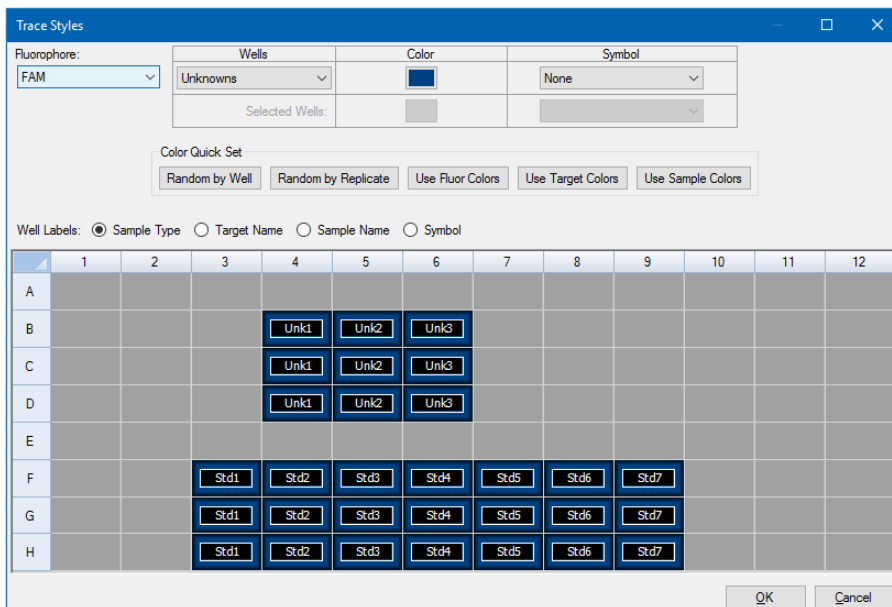 Trace Styles
Fluorophore:
FAM
Wells Color Symbol
Unknowns None
Selected Wells:
Color Quick Set
Random by Well Random by Replicate Use Fluor Colors Use Target Colors Use Sample Colors
Well Labels: Sample Type Target Name Sample Name Symbol
1 2 3 4 5 6 7 8 9 10 11 12
A
B Unk1 Unk2 Unk3
C Unk1 Unk2 Unk3
D Unk1 Unk2 Unk3
E
F Std1 Std2 Std3 Std4 Std5 Std6 Std7
G Std1 Std2 Std3 Std4 Std5 Std6 Std7
H Std1 Std2 Std3 Std4 Std5 Std6 Std7
OK Cancel